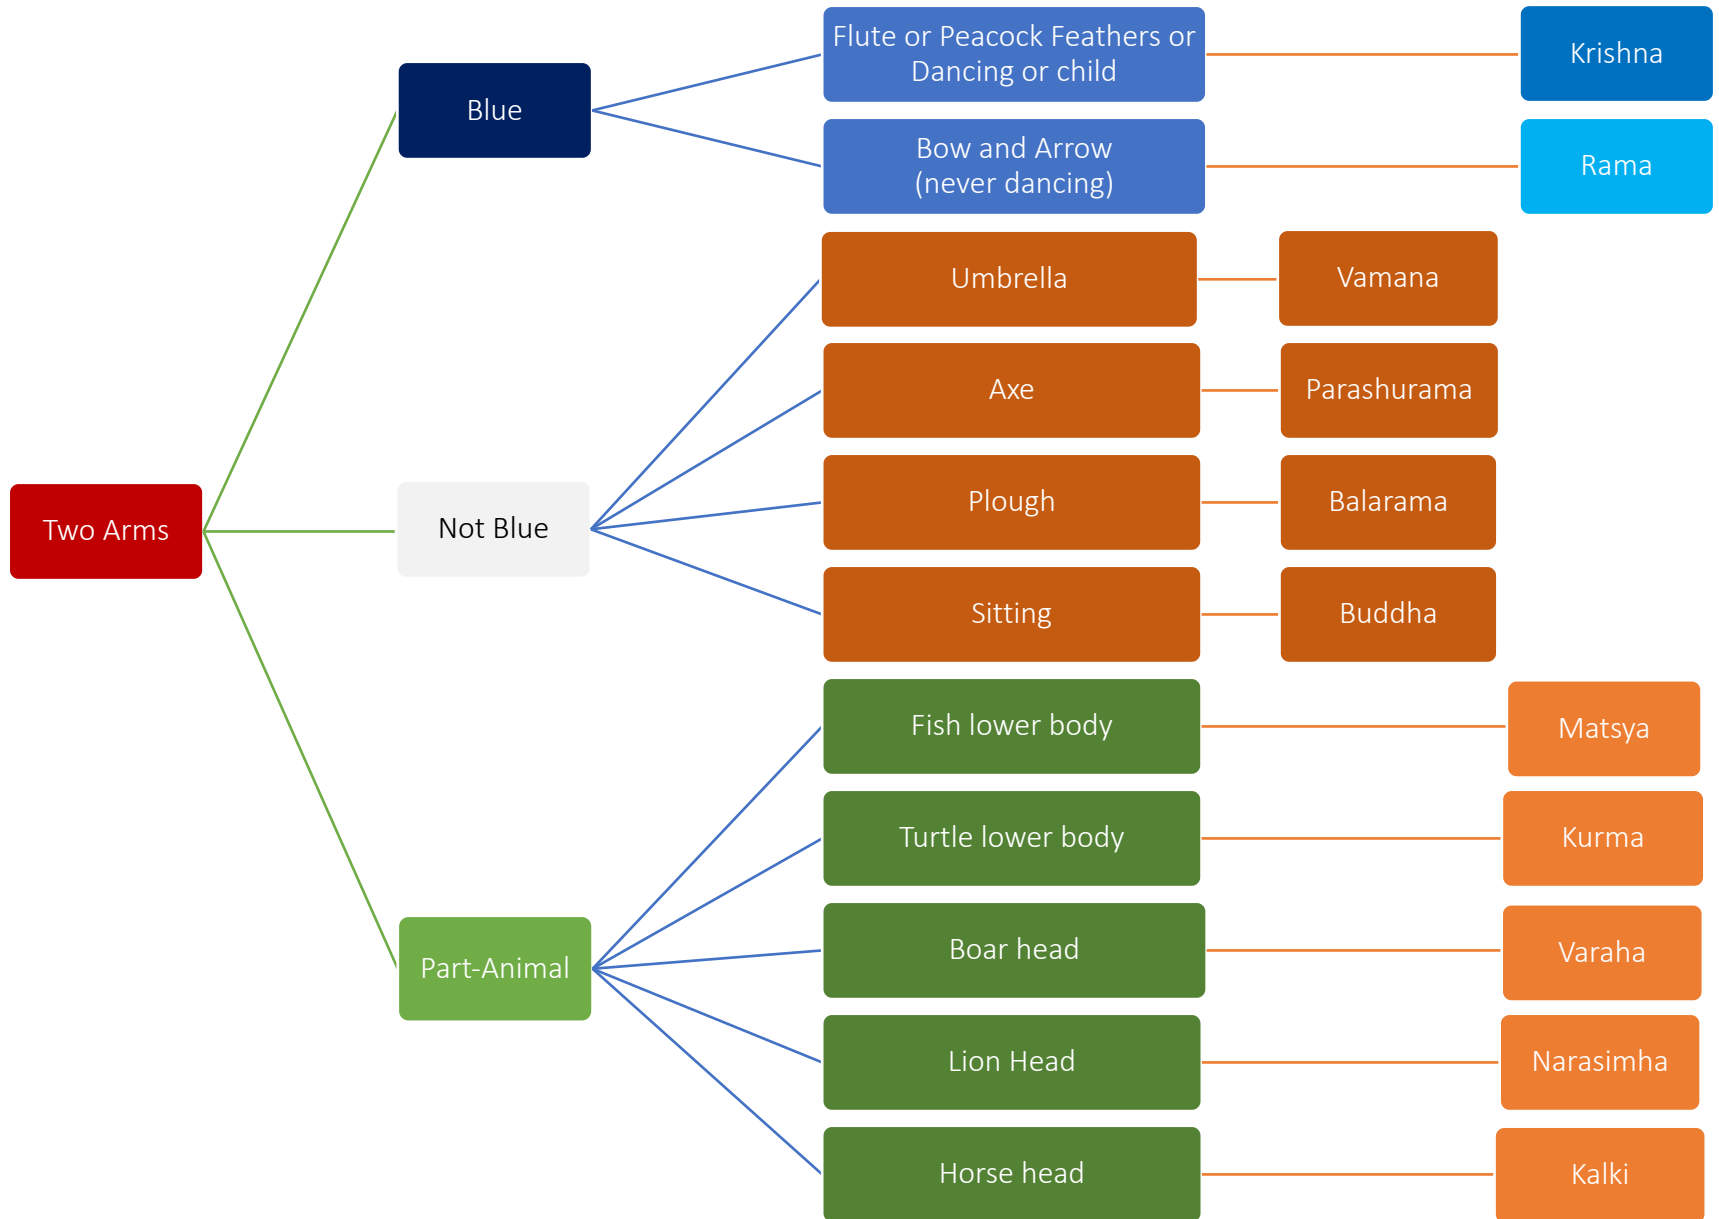 Two Arms
Blue
Flute or Peacock Feathers or
Dancing or child
Krishna
Bow and Arrow
(never dancing)
Rama
Not Blue
Umbrella
Vamana
Axe
Parashurama
Plough
Balarama
Sitting
Buddha
Part-Animal
Fish lower body
Matsya
Turtle lower body
Kurma
Boar head
Varaha
Lion Head
Narasimha
Horse head
Kalki